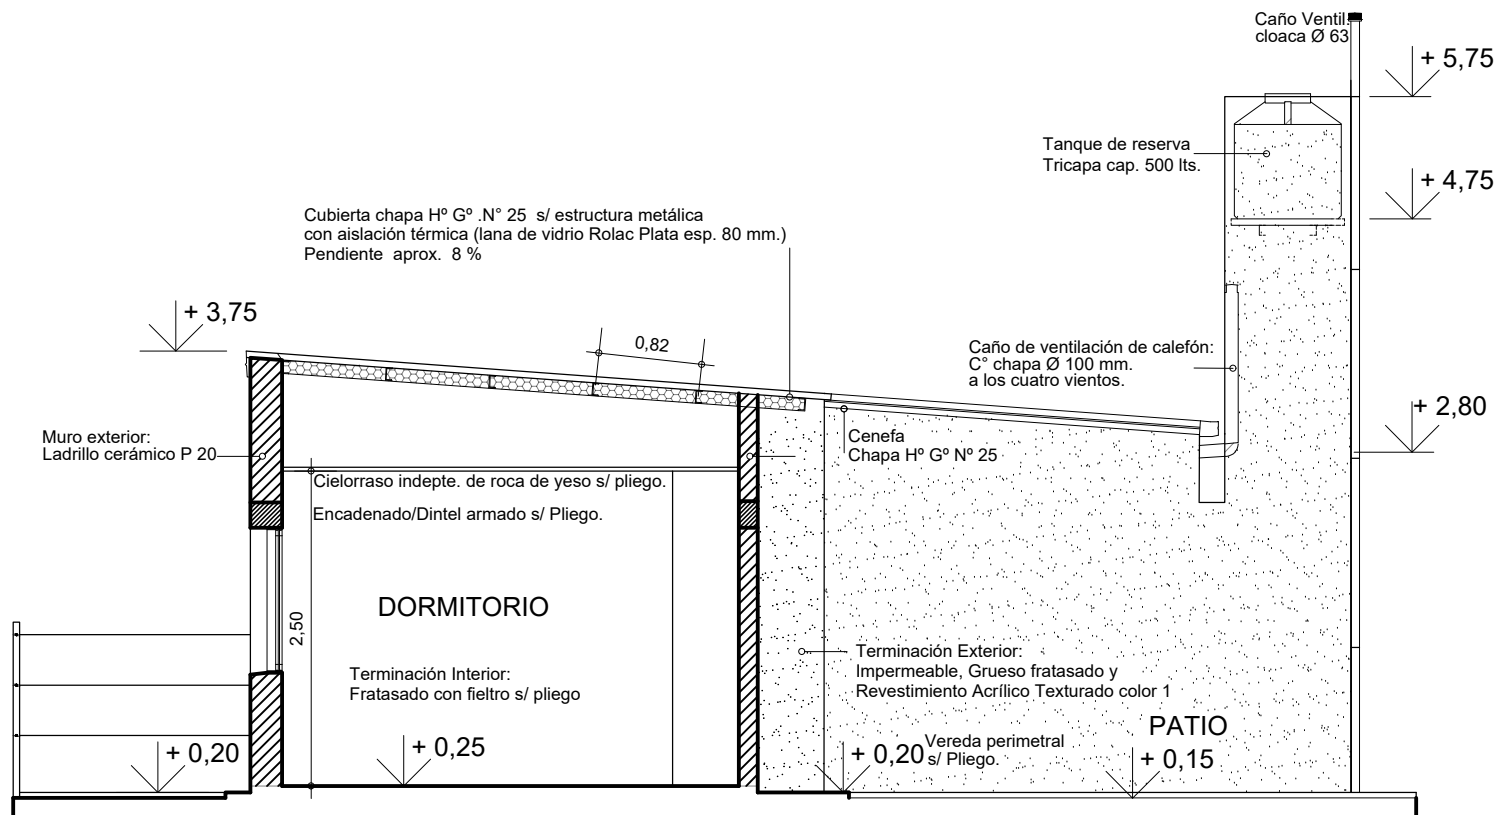 Caño Ventil.
cloaca Ø 63
+ 5,75
Tanque de reserva
Tricapa cap. 500 lts.
+ 4,75
Cubierta chapa Hº Gº .N° 25 s/ estructura metálica
con aislación térmica (lana de vidrio Rolac Plata esp. 80 mm.)
Pendiente aprox. 8 %
+ 3,75
0,82
Caño de ventilación de calefón:
C° chapa Ø 100 mm.
a los cuatro vientos.
+ 2,80
Muro exterior:
Ladrillo cerámico P 20
Cenefa
Chapa Hº Gº Nº 25
Cielorraso indepte. de roca de yeso s/ pliego.
Encadenado/Dintel armado s/ Pliego.
DORMITORIO
2,50
Terminación Interior:
Fratasado con fieltro s/ pliego
Terminación Exterior:
Impermeable, Grueso fratasado y
Revestimiento Acrílico Texturado color 1
PATIO
+ 0,20
+ 0,25
+ 0,20
Vereda perimetral
s/ Pliego.
+ 0,15